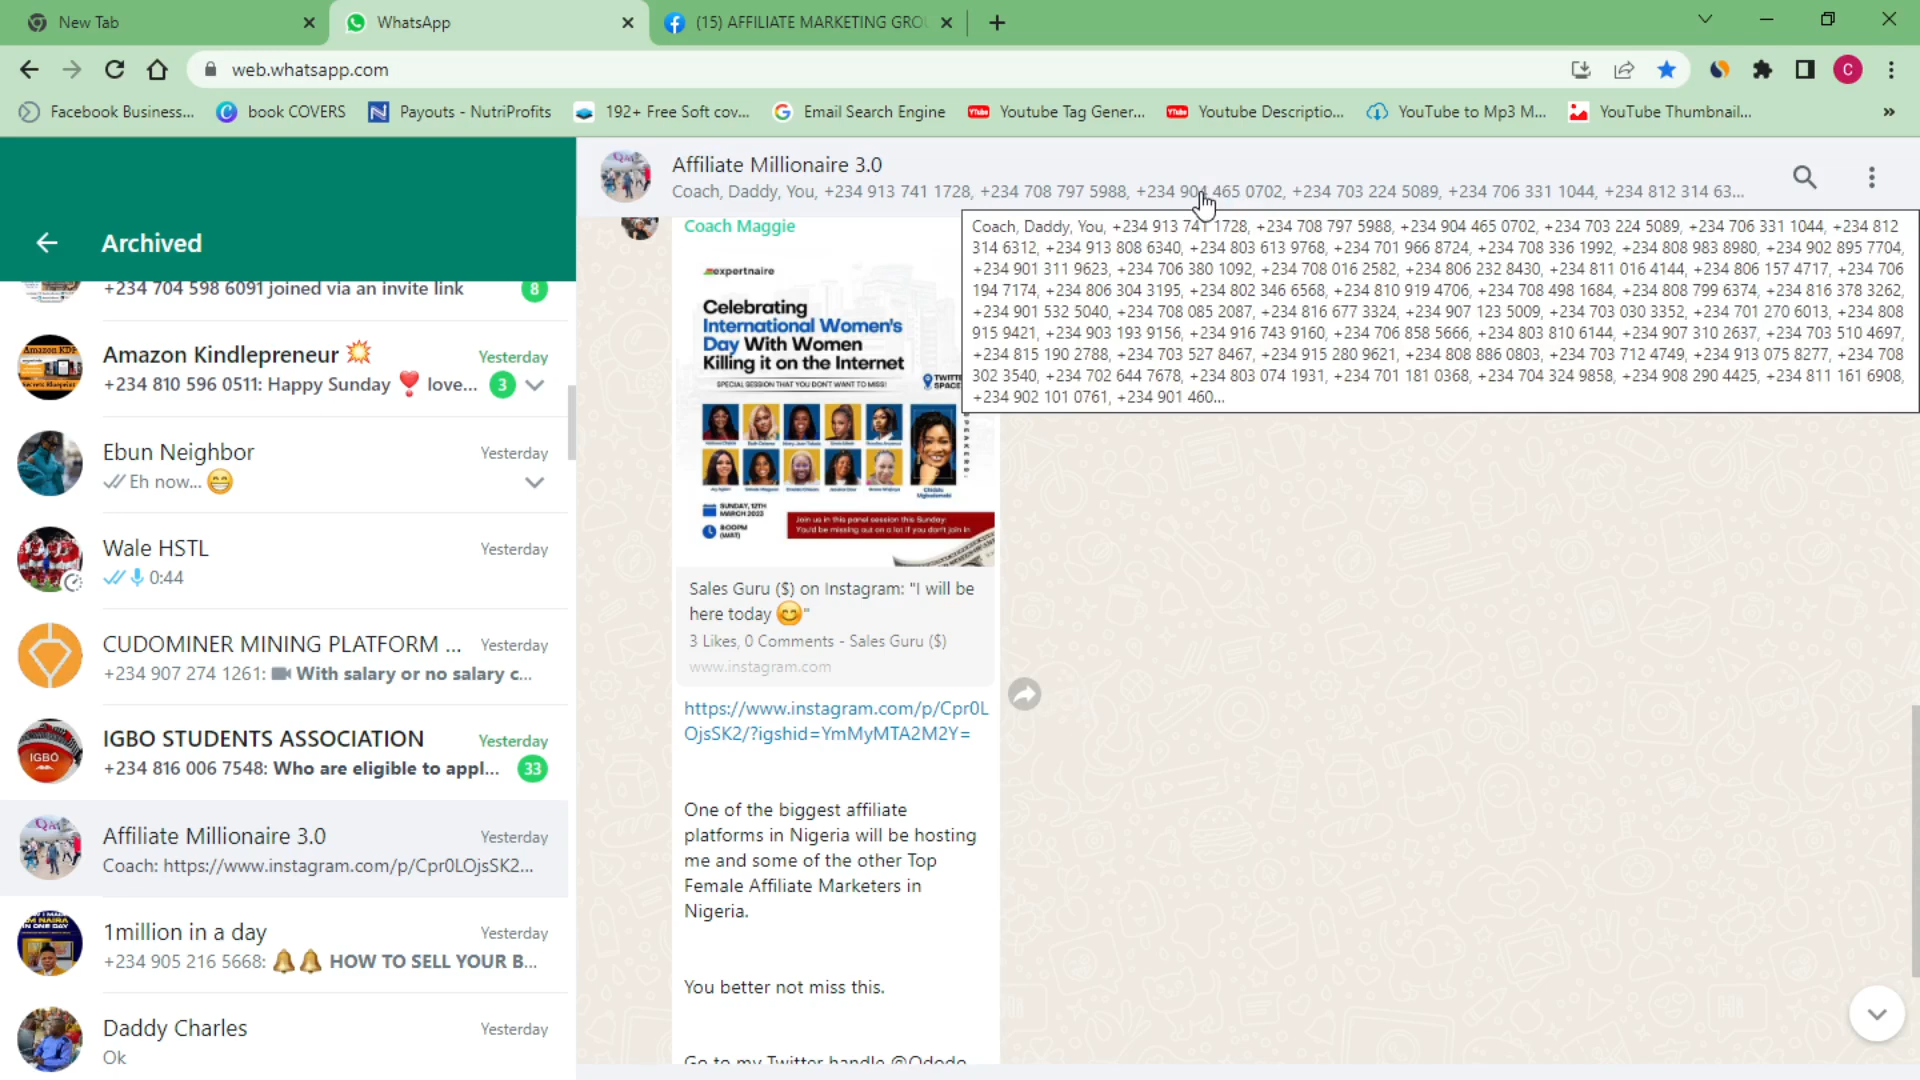 New Tab
WhatsApp
(15) AFFILIATE MARKETING GRO
web.whatsapp.com
C
Facebook Business...
book COVERS
Payouts - NutriProfits
192+ Free Soft cov...
Email Search Engine
Youtube Tag Gener...
Youtube Descriptio...
YouTube to Mp3 M...
YouTube Thumbnail...
»
Archived
+234 704 598 6091 joined via an invite link
8
Amazon Kindlepreneur 💥
Yesterday
+234 810 596 0511: Happy Sunday ❣️ love...
3
Ebun Neighbor
Yesterday
Eh now... 😁
Wale HSTL
Yesterday
0:44
CUDOMINER MINING PLATFORM ...
Yesterday
+234 907 274 1261: With salary or no salary c...
IGBO STUDENTS ASSOCIATION
Yesterday
+234 816 006 7548: Who are eligible to appl...
33
Affiliate Millionaire 3.0
Yesterday
Coach: https://www.instagram.com/p/Cpr0LOjsSK2...
1million in a day
Yesterday
+234 905 216 5668: 🔔🔔 HOW TO SELL YOUR B...
Daddy Charles
Yesterday
Ok
Affiliate Millionaire 3.0
Coach, Daddy, You, +234 913 741 1728, +234 708 797 5988, +234 904 465 0702, +234 703 224 5089, +234 706 331 1044, +234 812 314 63...
Coach, Daddy, You, +234 913 741 1728, +234 708 797 5988, +234 904 465 0702, +234 703 224 5089, +234 706 331 1044, +234 812
314 6312, +234 913 808 6340, +234 803 613 9768, +234 701 966 8724, +234 708 336 1992, +234 808 983 8980, +234 902 895 7704,
+234 901 311 9623, +234 706 380 1092, +234 708 016 2582, +234 806 232 8430, +234 811 016 4144, +234 806 157 4717, +234 706
194 7174, +234 806 304 3195, +234 802 346 6568, +234 810 919 4706, +234 708 498 1684, +234 808 799 6374, +234 816 378 3262,
+234 901 532 5040, +234 708 085 2087, +234 816 677 3324, +234 907 123 5009, +234 703 030 3352, +234 701 270 6013, +234 808
915 9421, +234 903 193 9156, +234 916 743 9160, +234 706 858 5666, +234 803 810 6144, +234 907 310 2637, +234 703 510 4697,
+234 815 190 2788, +234 703 527 8467, +234 915 280 9621, +234 808 886 0803, +234 703 712 4749, +234 913 075 8277, +234 708
302 3540, +234 702 644 7678, +234 803 074 1931, +234 701 181 0368, +234 704 324 9858, +234 908 290 4425, +234 811 161 6908,
+234 902 101 0761, +234 901 460...
Coach Maggie
expertnaire
Celebrating
International Women's
Day With Women
Killing it on the Internet
SPECIAL SESSION THAT YOU DON'T WANT TO MISS!
TWITTE
SPACE
SPEAKERS:
SUNDAY, 12TH
MARCH 2023
8:00PM
(WAT)
Join us in this panel session this Sunday:
You'd be missing out on a lot if you don't join in
Sales Guru ($) on Instagram: "I will be
here today 😊"
3 Likes, 0 Comments - Sales Guru ($)
www.instagram.com
https://www.instagram.com/p/Cpr0L
OjsSK2/?igshid=YmMyMTA2M2Y=
One of the biggest affiliate
platforms in Nigeria will be hosting
me and some of the other Top
Female Affiliate Marketers in
Nigeria.
You better not miss this.
Go to my Twitter handle @Ododo